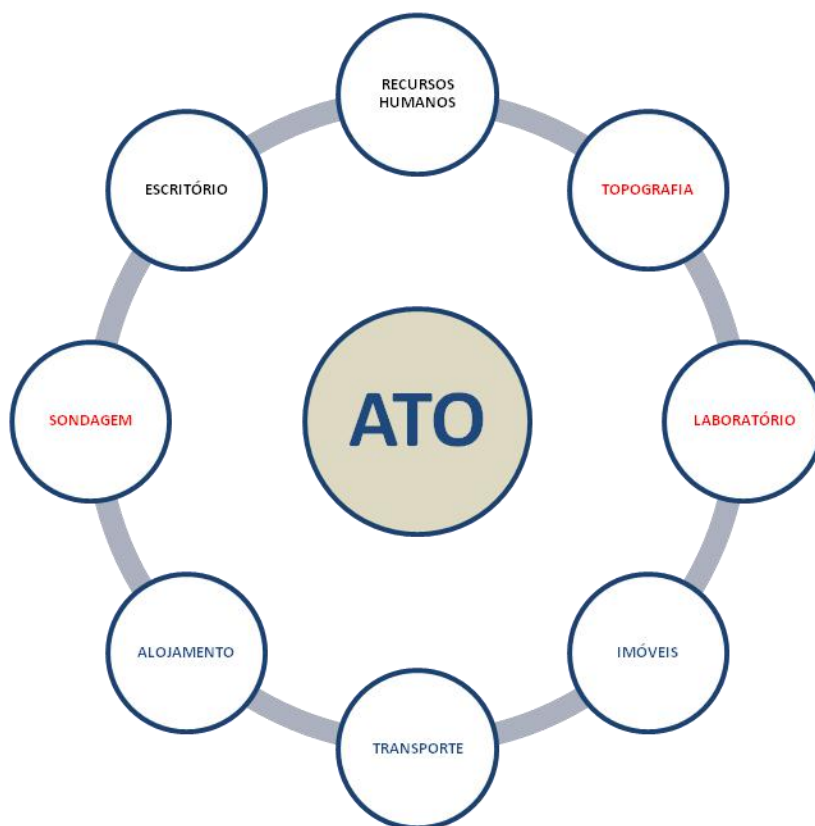 RECURSOS
HUMANOS
ESCRITÓRIO
TOPOGRAFIA
SONDAGEM
ATO
LABORATÓRIO
ALOJAMENTO
IMÓVEIS
TRANSPORTE